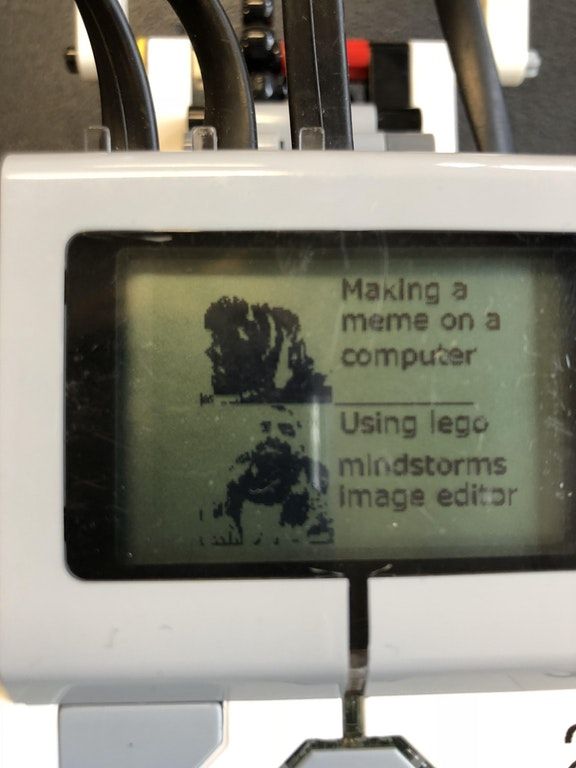 Making a
meme on a
computer
Using lego
mindstorms
image editor